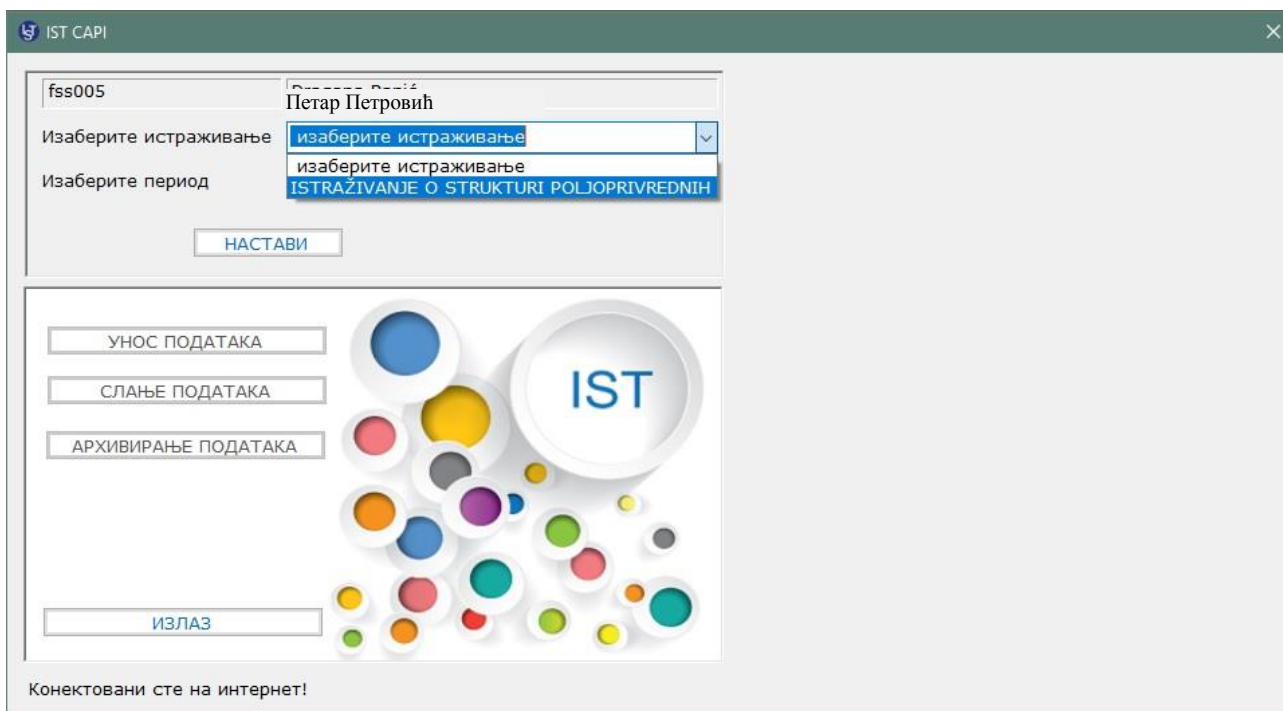 IST CAPI
fss005
Петар Петровић
Изаберите истраживање изаберите истраживање
изаберите истраживање
Изаберите период ISTRAŽIVANJE O STRUKTURI POLJOPRIVREDNIH
НАСТАВИ
УНОС ПОДАТАКА
СЛАЊЕ ПОДАТАКА
АРХИВИРАЊЕ ПОДАТАКА
IST
ИЗЛАЗ
Конектовани сте на интернет!